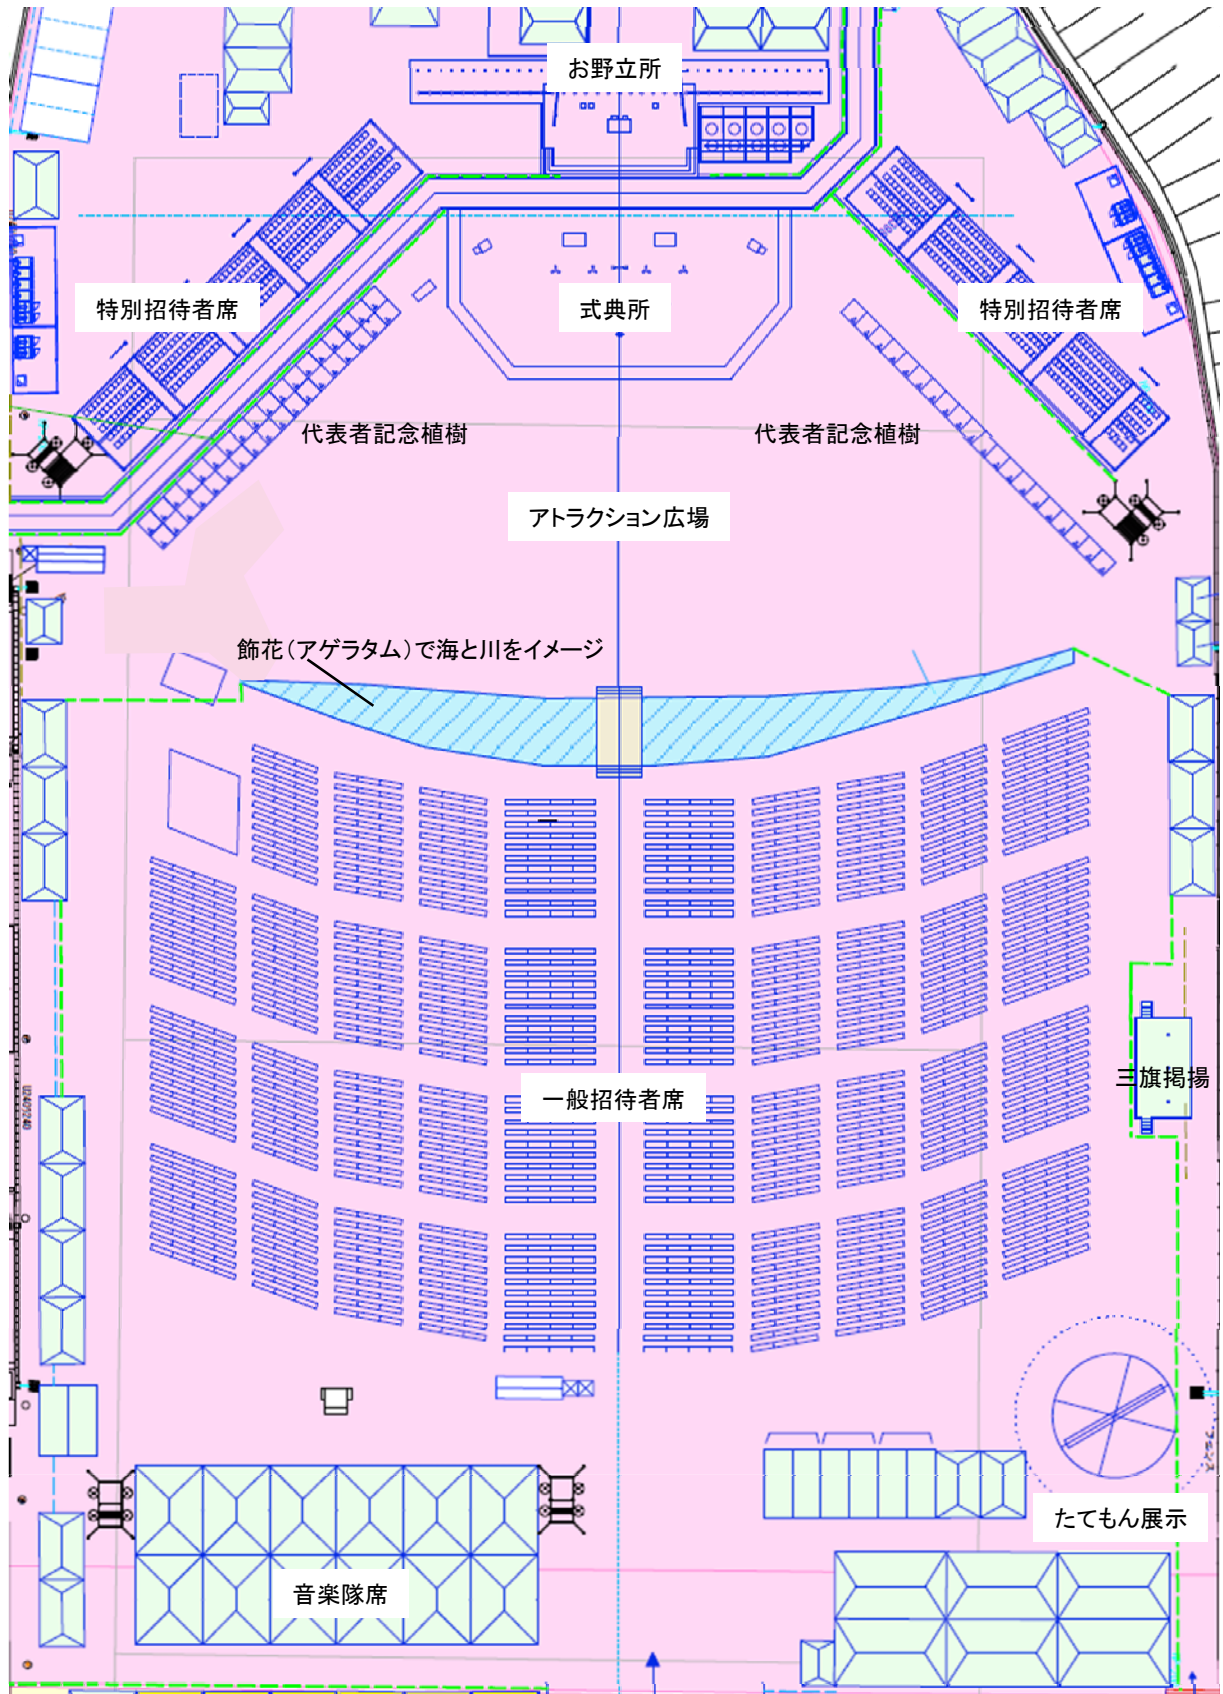 お野立所
特別招待者席
式典所
特別招待者席
代表者記念植樹
代表者記念植樹
アトラクション広場
飾花（アゲラタム）で海と川をイメージ
一般招待者席
三旗掲揚
たてもん展示
音楽隊席